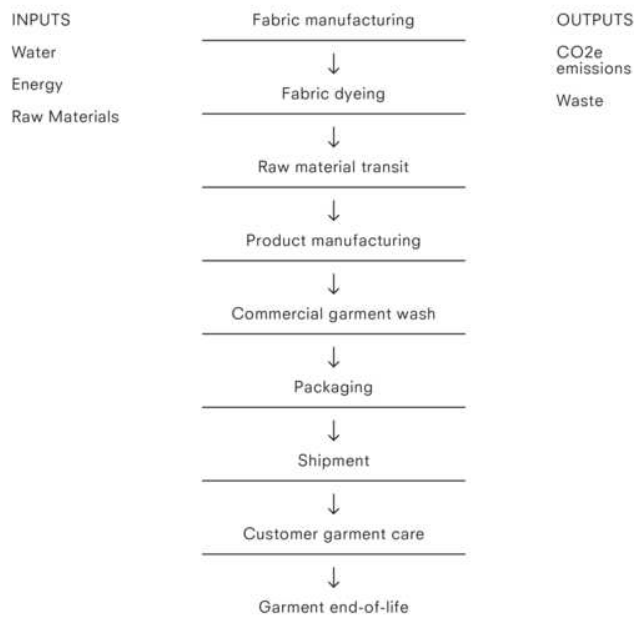 INPUTS
Water
Energy
Raw Materials
Fabric manufacturing
Fabric dyeing
Raw material transit
Product manufacturing
Commercial garment wash
Packaging
Shipment
Customer garment care
Garment end-of-life
OUTPUTS
CO2e
emissions
Waste